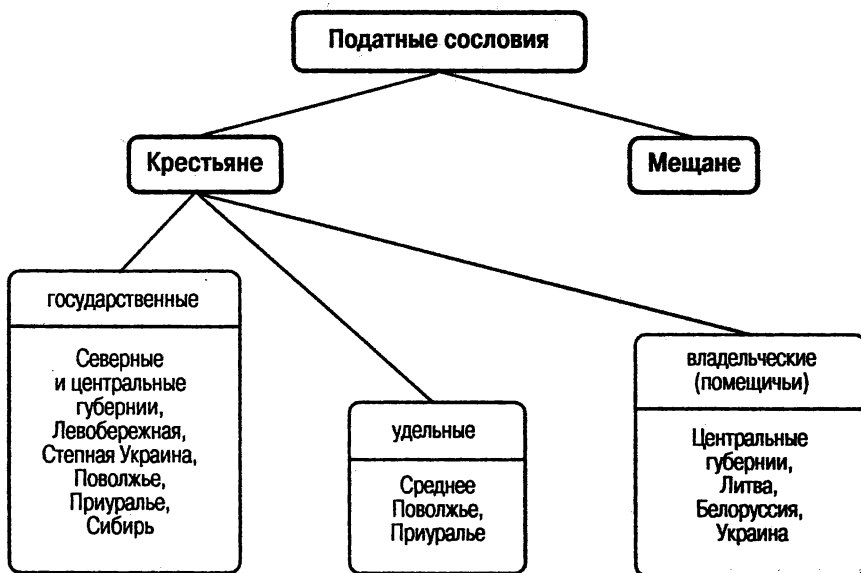 Податные сословия
Крестьяне
Мещане
государственные
Северные
и центральные
губернии,
Левобережная,
Степная Украина,
Поволжье,
Приуралье,
Сибирь
удельные
Среднее
Поволжье,
Приуралье
владельческие
(помещичьи)
Центральные
губернии,
Литва,
Белоруссия,
Украина